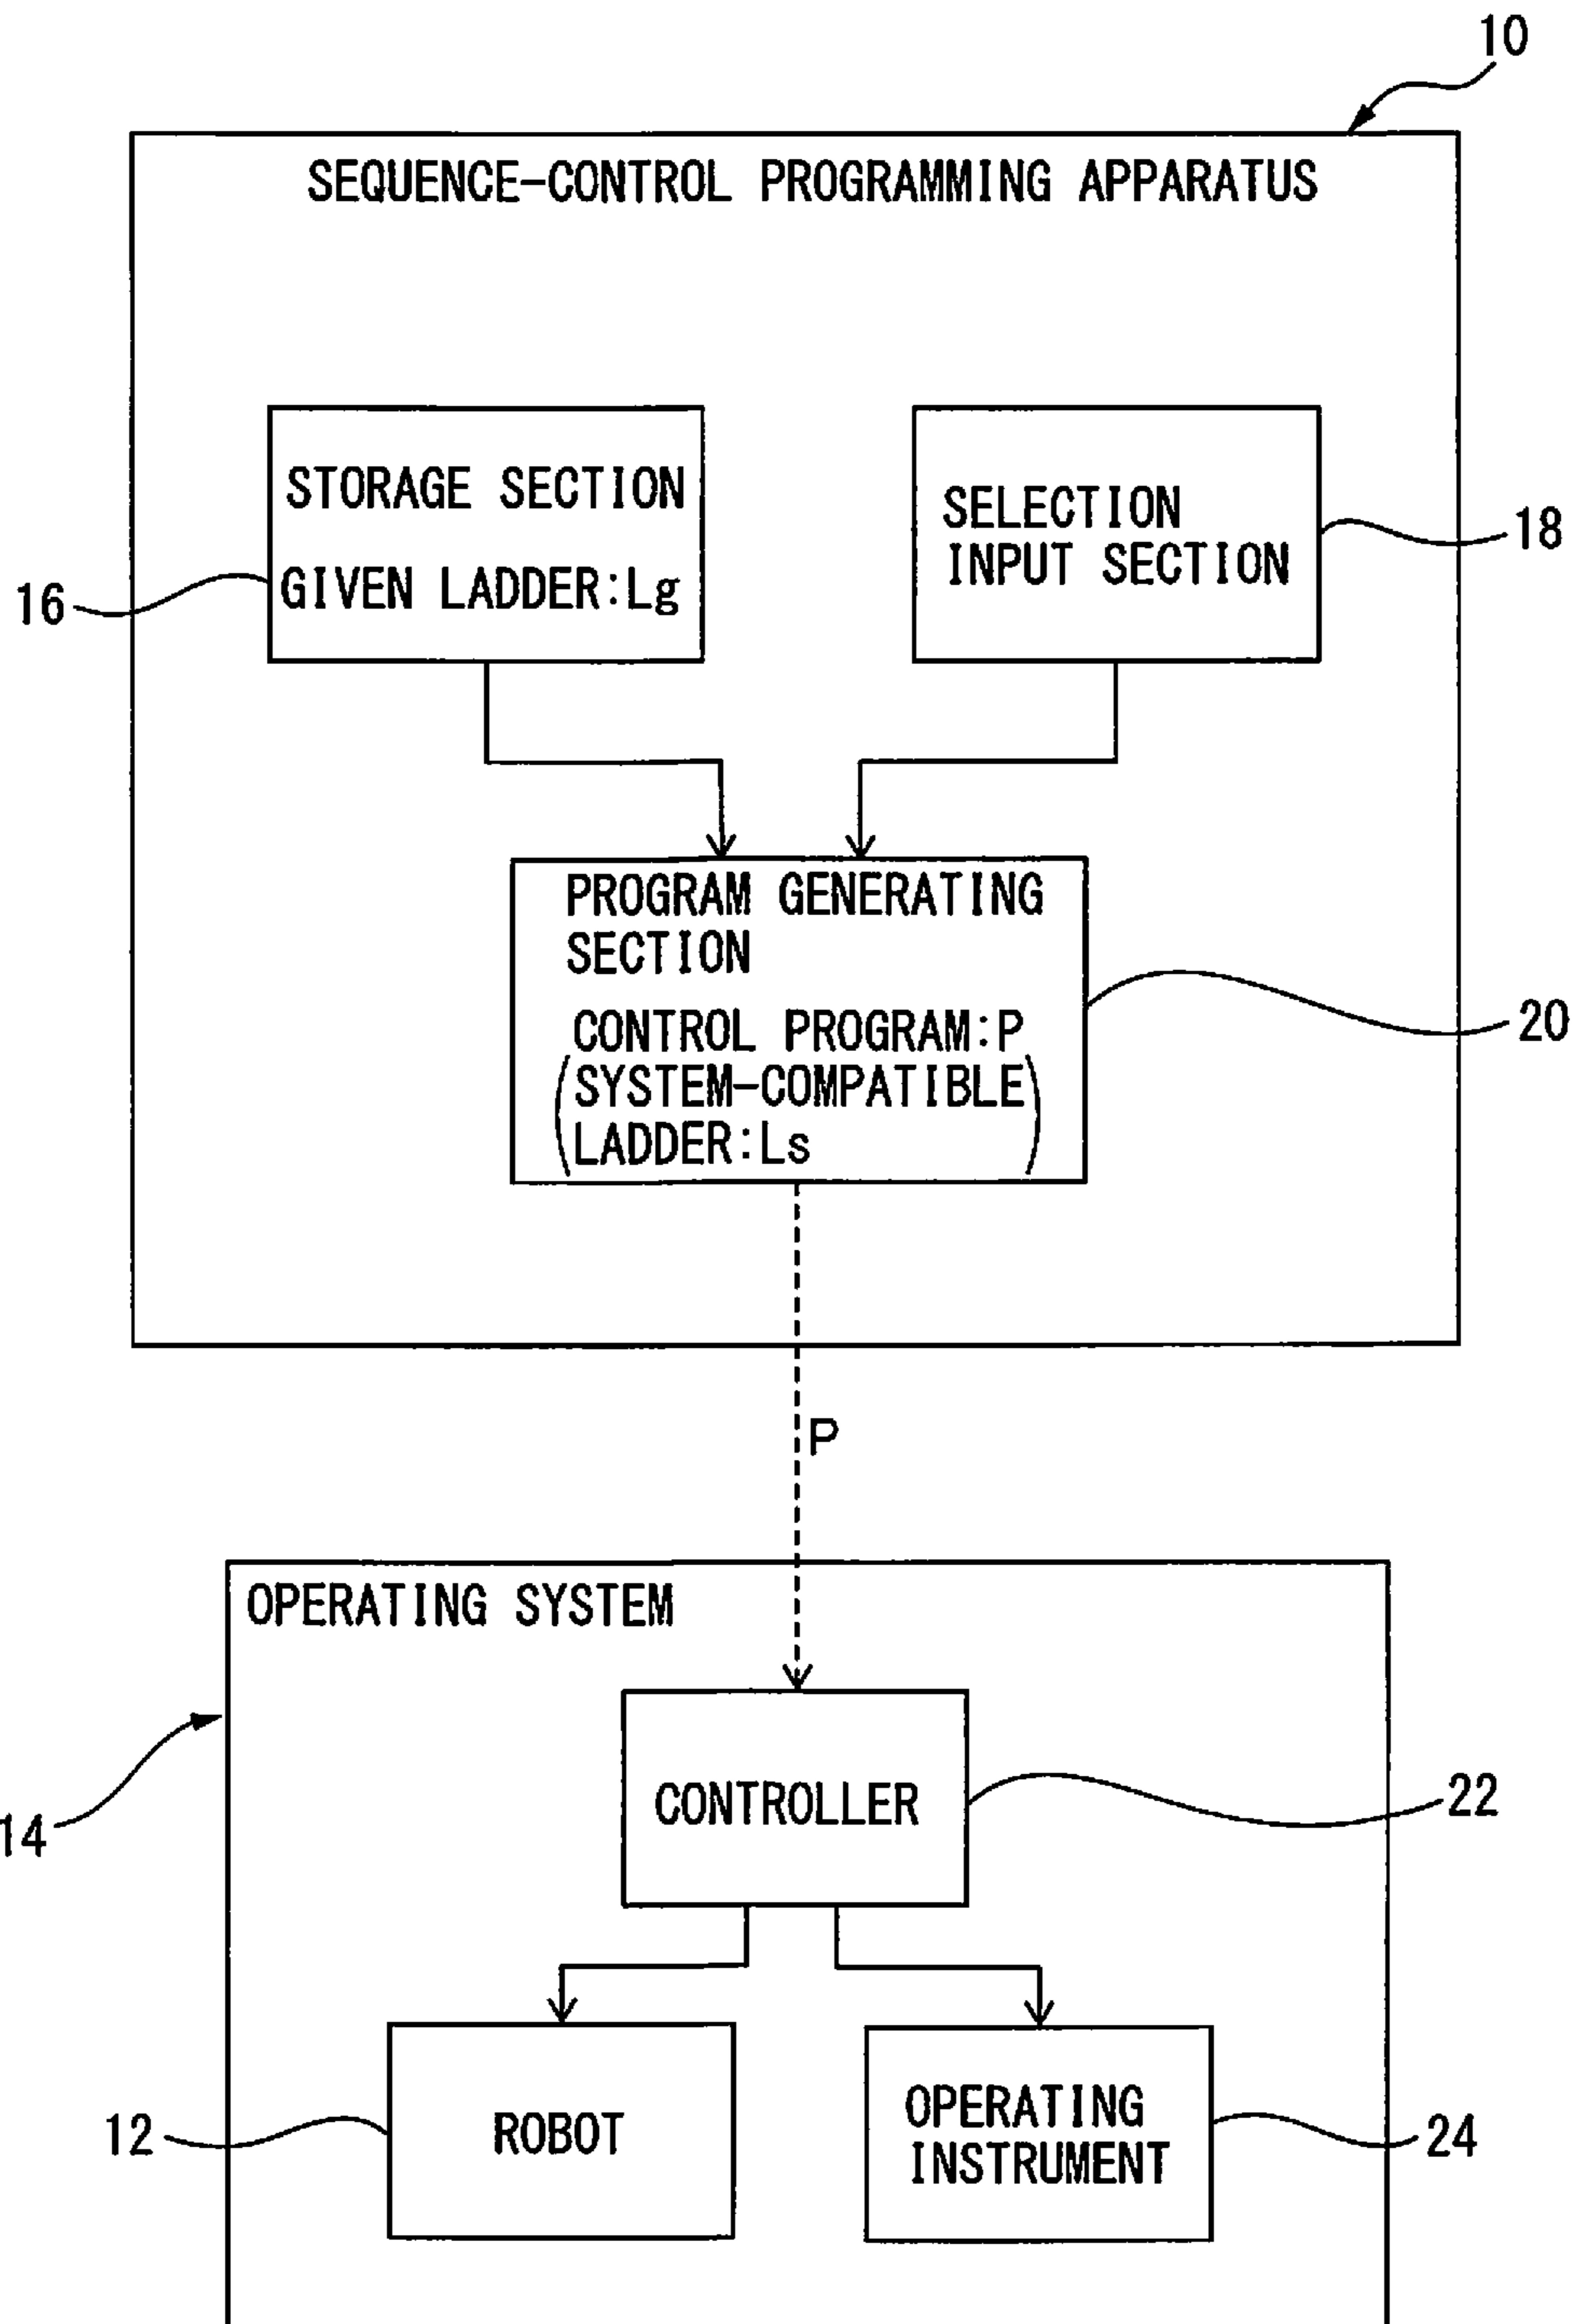 10
SEQUENCE-CONTROL PROGRAMMING APPARATUS
STORAGE SECTION
GIVEN LADDER:Lg
16
SELECTION
INPUT SECTION
18
PROGRAM GENERATING
SECTION
CONTROL PROGRAM:P
(SYSTEM-COMPATIBLE
LADDER:Ls)
20
P
OPERATING SYSTEM
14
CONTROLLER
22
12
ROBOT
OPERATING
INSTRUMENT
24